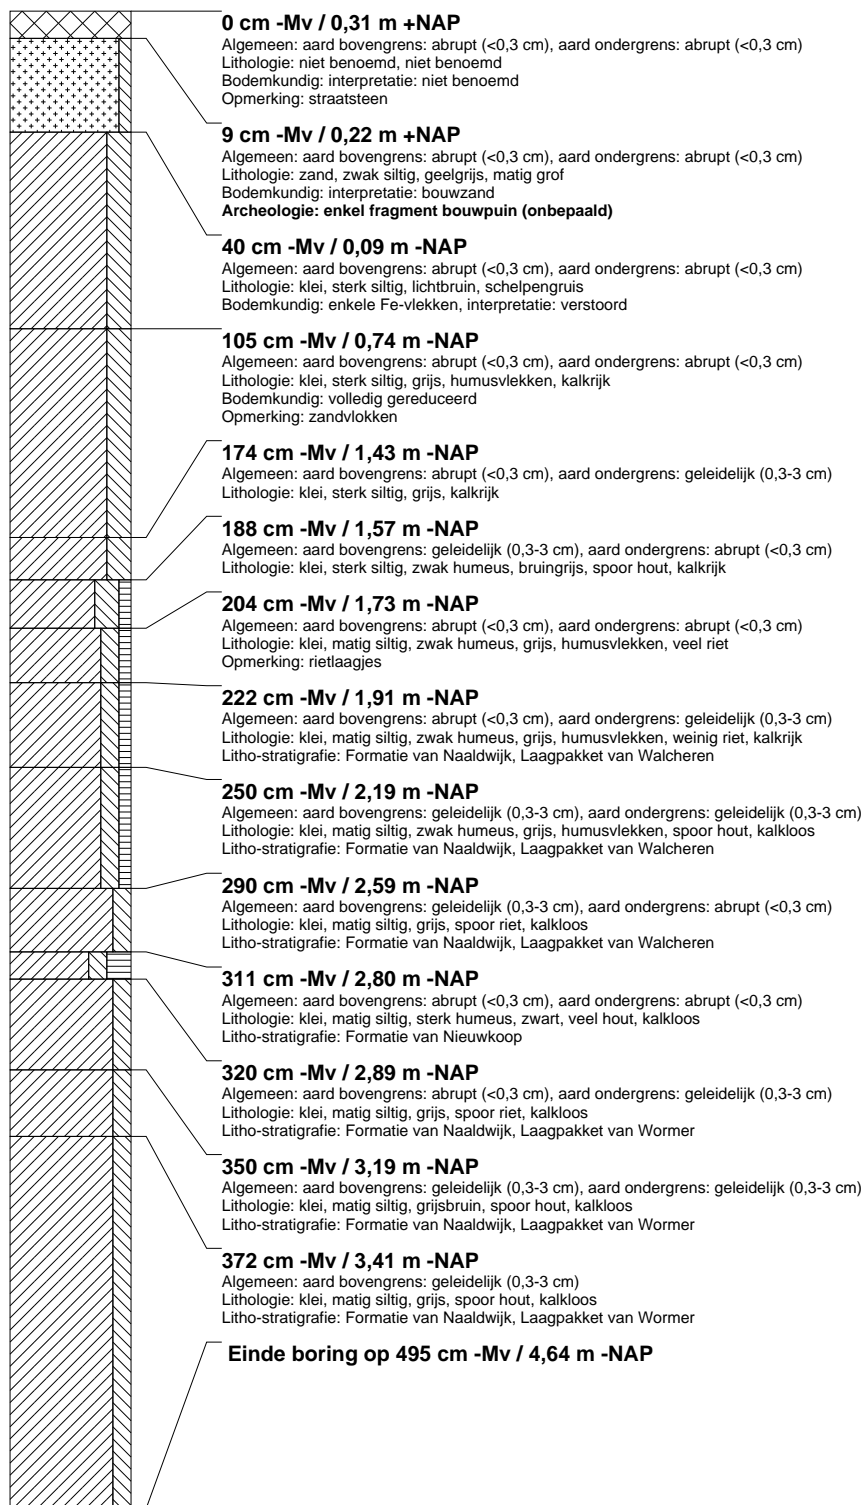 0 cm -Mv / 0,31 m +NAP
Algemeen: aard bovengrens: abrupt (<0,3 cm), aard ondergrens: abrupt (<0,3 cm)
Lithologie: niet benoemd, niet benoemd
Bodemkundig: interpretatie: niet benoemd
Opmerking: straatsteen
9 cm -Mv / 0,22 m +NAP
Algemeen: aard bovengrens: abrupt (<0,3 cm), aard ondergrens: abrupt (<0,3 cm)
Lithologie: zand, zwak siltig, geelgrijs, matig grof
Bodemkundig: interpretatie: bouwzand
Archeologie: enkel fragment bouwpuin (onbepaald)
40 cm -Mv / 0,09 m -NAP
Algemeen: aard bovengrens: abrupt (<0,3 cm), aard ondergrens: abrupt (<0,3 cm)
Lithologie: klei, sterk siltig, lichtbruin, schelpengruis
Bodemkundig: enkele Fe-vlekken, interpretatie: verstoord
105 cm -Mv / 0,74 m -NAP
Algemeen: aard bovengrens: abrupt (<0,3 cm), aard ondergrens: abrupt (<0,3 cm)
Lithologie: klei, sterk siltig, grijs, humusvlekken, kalkrijk
Bodemkundig: volledig gereduceerd
Opmerking: zandvlokken
174 cm -Mv / 1,43 m -NAP
Algemeen: aard bovengrens: abrupt (<0,3 cm), aard ondergrens: geleidelijk (0,3-3 cm)
Lithologie: klei, sterk siltig, grijs, kalkrijk
188 cm -Mv / 1,57 m -NAP
Algemeen: aard bovengrens: geleidelijk (0,3-3 cm), aard ondergrens: abrupt (<0,3 cm)
Lithologie: klei, sterk siltig, zwak humeus, bruingrijs, spoor hout, kalkrijk
204 cm -Mv / 1,73 m -NAP
Algemeen: aard bovengrens: abrupt (<0,3 cm), aard ondergrens: abrupt (<0,3 cm)
Lithologie: klei, matig siltig, zwak humeus, grijs, humusvlekken, veel riet
Opmerking: rietlaagjes
222 cm -Mv / 1,91 m -NAP
Algemeen: aard bovengrens: abrupt (<0,3 cm), aard ondergrens: geleidelijk (0,3-3 cm)
Lithologie: klei, matig siltig, zwak humeus, grijs, humusvlekken, weinig riet, kalkrijk
Litho-stratigrafie: Formatie van Naaldwijk, Laagpakket van Walcheren
250 cm -Mv / 2,19 m -NAP
Algemeen: aard bovengrens: geleidelijk (0,3-3 cm), aard ondergrens: geleidelijk (0,3-3 cm)
Lithologie: klei, matig siltig, zwak humeus, grijs, humusvlekken, spoor hout, kalkloos
Litho-stratigrafie: Formatie van Naaldwijk, Laagpakket van Walcheren
290 cm -Mv / 2,59 m -NAP
Algemeen: aard bovengrens: geleidelijk (0,3-3 cm), aard ondergrens: abrupt (<0,3 cm)
Lithologie: klei, matig siltig, grijs, spoor riet, kalkloos
Litho-stratigrafie: Formatie van Naaldwijk, Laagpakket van Walcheren
311 cm -Mv / 2,80 m -NAP
Algemeen: aard bovengrens: abrupt (<0,3 cm), aard ondergrens: abrupt (<0,3 cm)
Lithologie: klei, matig siltig, sterk humeus, zwart, veel hout, kalkloos
Litho-stratigrafie: Formatie van Nieuwkoop
320 cm -Mv / 2,89 m -NAP
Algemeen: aard bovengrens: abrupt (<0,3 cm), aard ondergrens: geleidelijk (0,3-3 cm)
Lithologie: klei, matig siltig, grijs, spoor riet, kalkloos
Litho-stratigrafie: Formatie van Naaldwijk, Laagpakket van Wormer
350 cm -Mv / 3,19 m -NAP
Algemeen: aard bovengrens: geleidelijk (0,3-3 cm), aard ondergrens: geleidelijk (0,3-3 cm)
Lithologie: klei, matig siltig, grijsbruin, spoor hout, kalkloos
Litho-stratigrafie: Formatie van Naaldwijk, Laagpakket van Wormer
372 cm -Mv / 3,41 m -NAP
Algemeen: aard bovengrens: geleidelijk (0,3-3 cm)
Lithologie: klei, matig siltig, grijs, spoor hout, kalkloos
Litho-stratigrafie: Formatie van Naaldwijk, Laagpakket van Wormer
Einde boring op 495 cm -Mv / 4,64 m -NAP